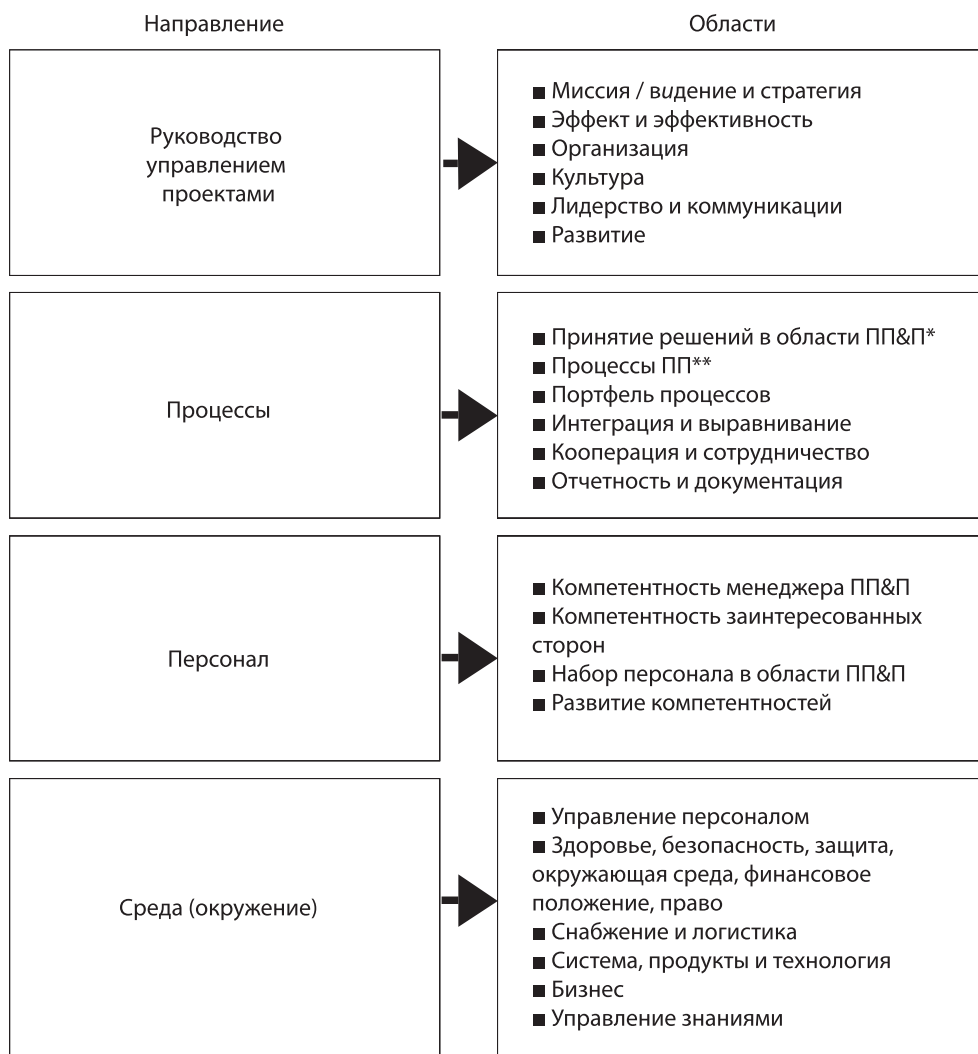 Направление
Области
Руководство
управлением
проектами
■ Миссия / видение и стратегия
■ Эффект и эффективность
■ Организация
■ Культура
■ Лидерство и коммуникации
■ Развитие
Процессы
■ Принятие решений в области ПП&П*
■ Процессы ПП**
■ Портфель процессов
■ Интеграция и выравнивание
■ Кооперация и сотрудничество
■ Отчетность и документация
Персонал
■ Компетентность менеджера ПП&П
■ Компетентность заинтересованных
сторон
■ Набор персонала в области ПП&П
■ Развитие компетентностей
Среда (окружение)
■ Управление персоналом
■ Здоровье, безопасность, защита,
окружающая среда, финансовое
положение, право
■ Снабжение и логистика
■ Система, продукты и технология
■ Бизнес
■ Управление знаниями